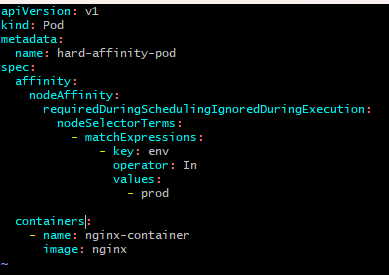 apiVersion: v1
kind: Pod
metadata:
  name: hard-affinity-pod
spec:
  affinity:
    nodeAffinity:
      requiredDuringSchedulingIgnoredDuringExecution:
        nodeSelectorTerms:
          - matchExpressions:
              - key: env
                operator: In
                values:
                  - prod

  containers:
    - name: nginx-container
      image: nginx
~